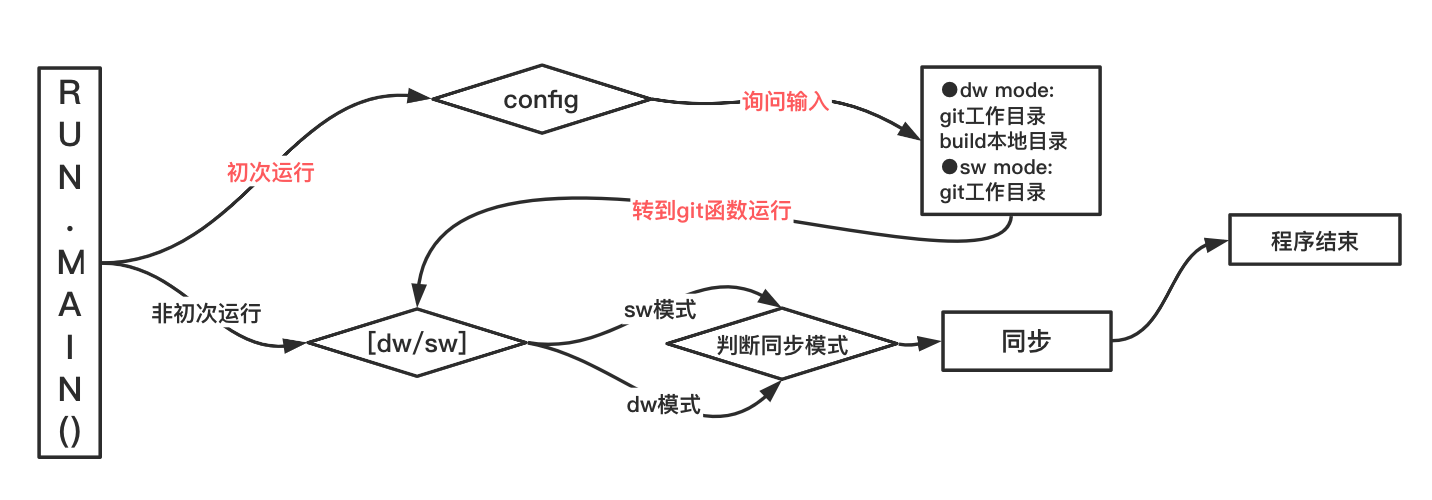 RUN.MAIN()
初次运行
config
询问输入
●dw mode:
git工作目录
build本地目录
●sw mode:
git工作目录
转到git函数运行
非初次运行
[dw/sw]
sw模式
dw模式
判断同步模式
同步
程序结束